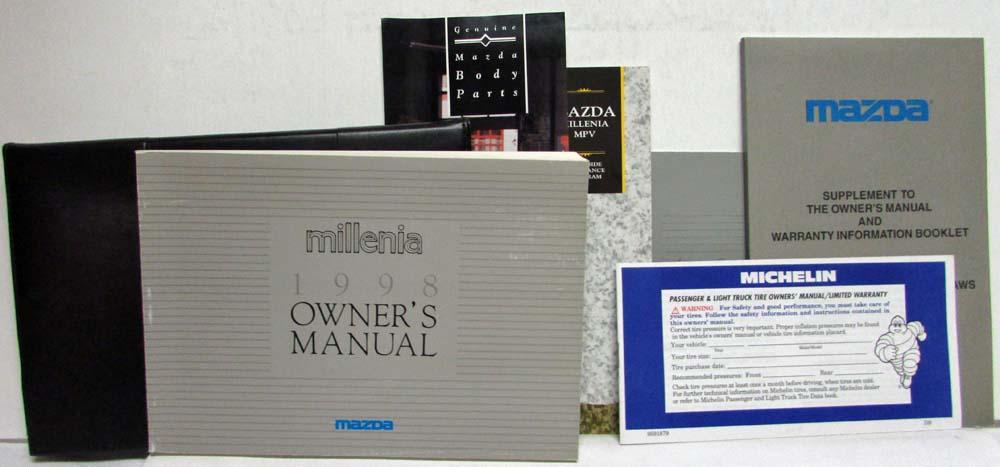 Genuine
Mazda
Body
Parts
MAZDA
MILLENIA
MPV
mazda
SUPPLEMENT TO
THE OWNER'S MANUAL
AND
WARRANTY INFORMATION BOOKLET
AWS
millenia
1998
OWNER'S
MANUAL
mazda
MICHELIN
PASSENGER & LIGHT TRUCK TIRE OWNERS' MANUAL/LIMITED WARRANTY
WARNING For Safety and good performance, you must take care of
your tires. Follow the safety information and instructions contained in
this owners' manual.
Correct tire pressure is very important. Proper inflation pressures may be found
in the vehicle's owners' manual or vehicle tire information placard.
Your vehicle:
Year Make/Model
Your tire size:
Tire purchase date:
Recommended pressures: Front Rear
Check tire pressures at least once a month before driving, when tires are cold.
For further technical information on Michelin tires, consult any Michelin dealer
or refer to Michelin Passenger and Light Truck Tire Data book.